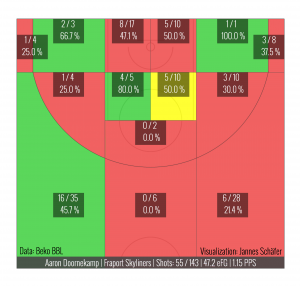 2 / 3
66.7 %
8 / 17
47.1 %
5 / 10
50.0 %
1 / 1
100.0 %
1 / 4
25.0 %
3 / 8
37.5 %
1 / 4
25.0 %
4 / 5
80.0 %
5 / 10
50.0 %
3 / 10
30.0 %
0 / 2
0.0 %
16 / 35
45.7 %
0 / 6
0.0 %
6 / 28
21.4 %
Data: Beko BBL
Visualization: Jannes Schäfer
Aaron Doornekamp | Fraport Skyliners | Shots: 55 / 143 | 47.2 eFG | 1.15 PPS